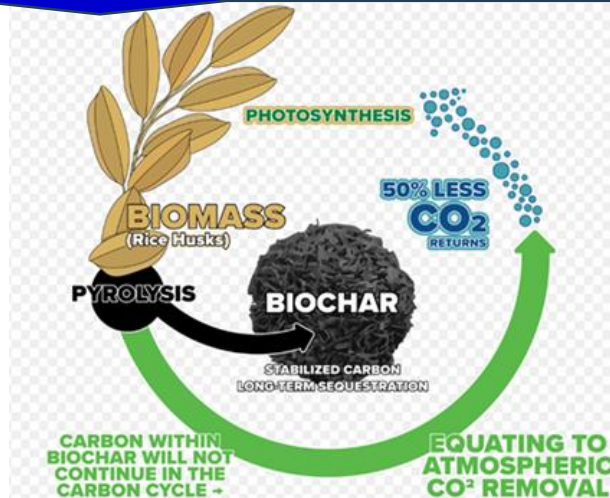 PHOTOSYNTHESIS
50% LESS
CO₂
RETURNS
BIOMASS
(Rice Husks)
PYROLYSIS
BIOCHAR
STABILIZED CARBON
LONG-TERM SEQUESTRATION
CARBON WITHIN
BIOCHAR WILL NOT
CONTINUE IN THE
CARBON CYCLE →
EQUATING TO
ATMOSPHERIC
CO² REMOVAL